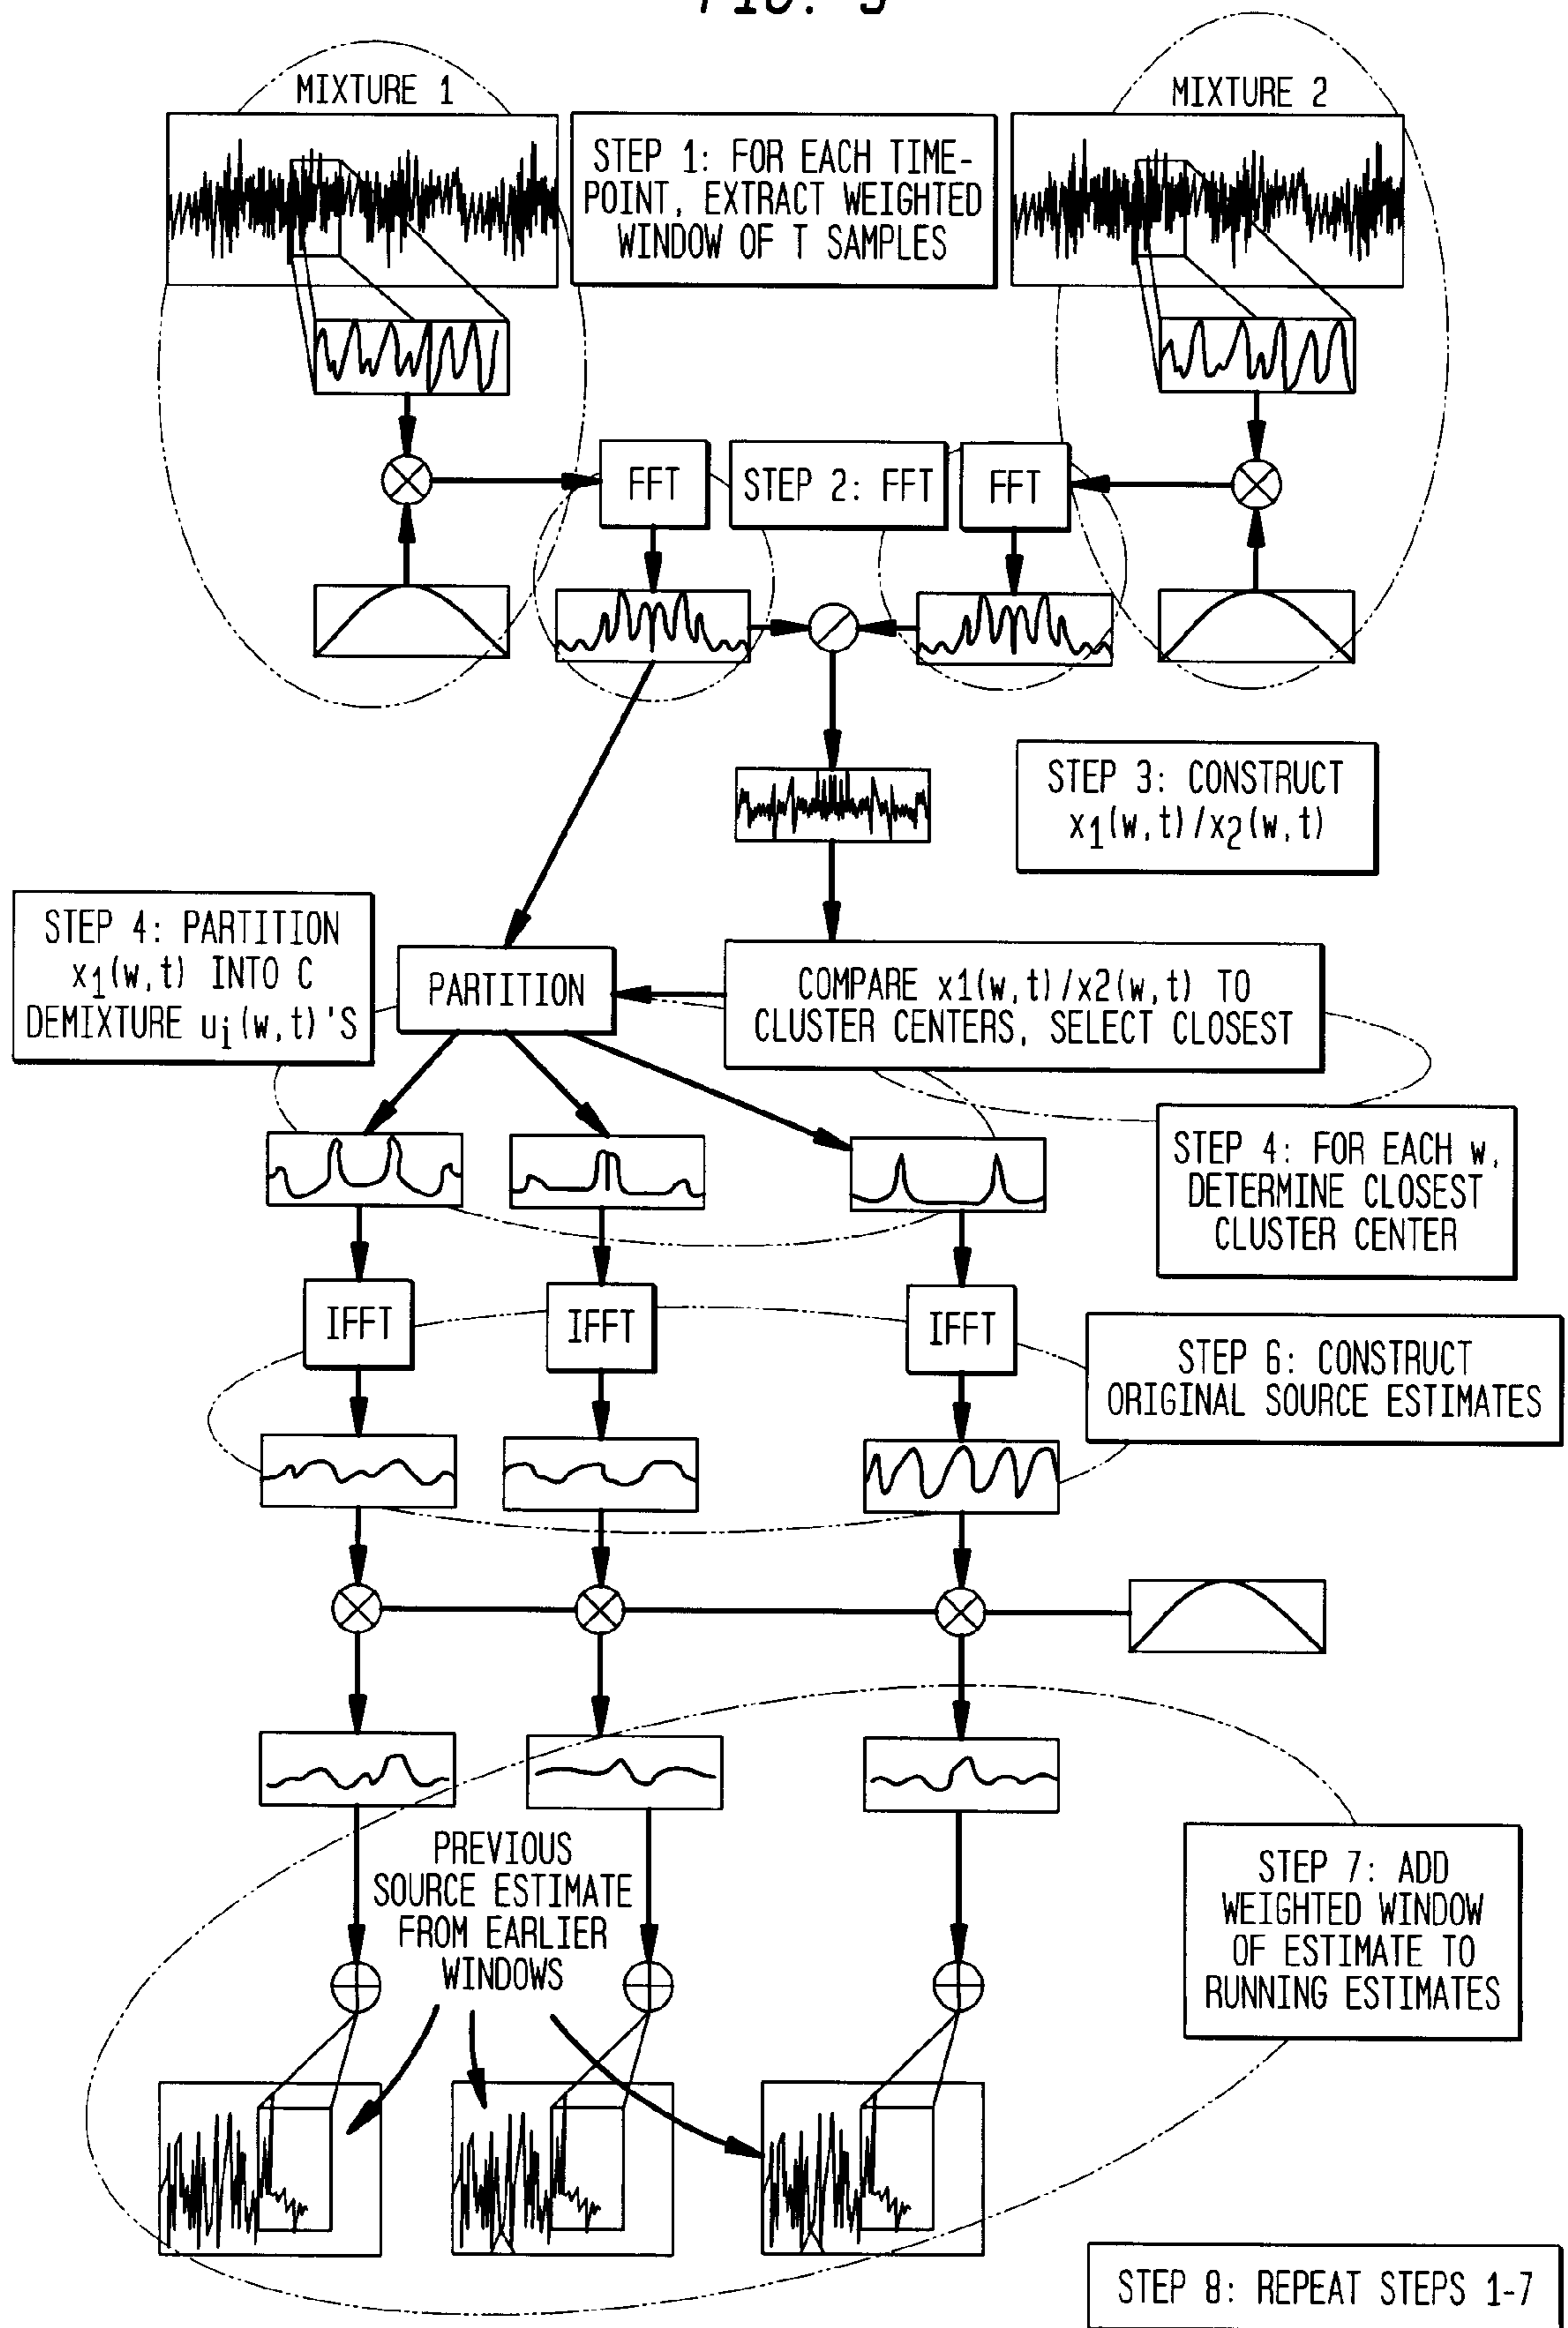 MIXTURE 1
MIXTURE 2
STEP 1: FOR EACH TIME-
POINT, EXTRACT WEIGHTED
WINDOW OF T SAMPLES
FFT
STEP 2: FFT
FFT
STEP 3: CONSTRUCT
x1(w,t)/x2(w,t)
STEP 4: PARTITION
x1(w,t) INTO C
DEMIXTURE ui(w,t)'S
PARTITION
COMPARE x1(w,t)/x2(w,t) TO
CLUSTER CENTERS, SELECT CLOSEST
STEP 4: FOR EACH w,
DETERMINE CLOSEST
CLUSTER CENTER
IFFT
IFFT
IFFT
STEP 6: CONSTRUCT
ORIGINAL SOURCE ESTIMATES
PREVIOUS
SOURCE ESTIMATE
FROM EARLIER
WINDOWS
STEP 7: ADD
WEIGHTED WINDOW
OF ESTIMATE TO
RUNNING ESTIMATES
STEP 8: REPEAT STEPS 1-7